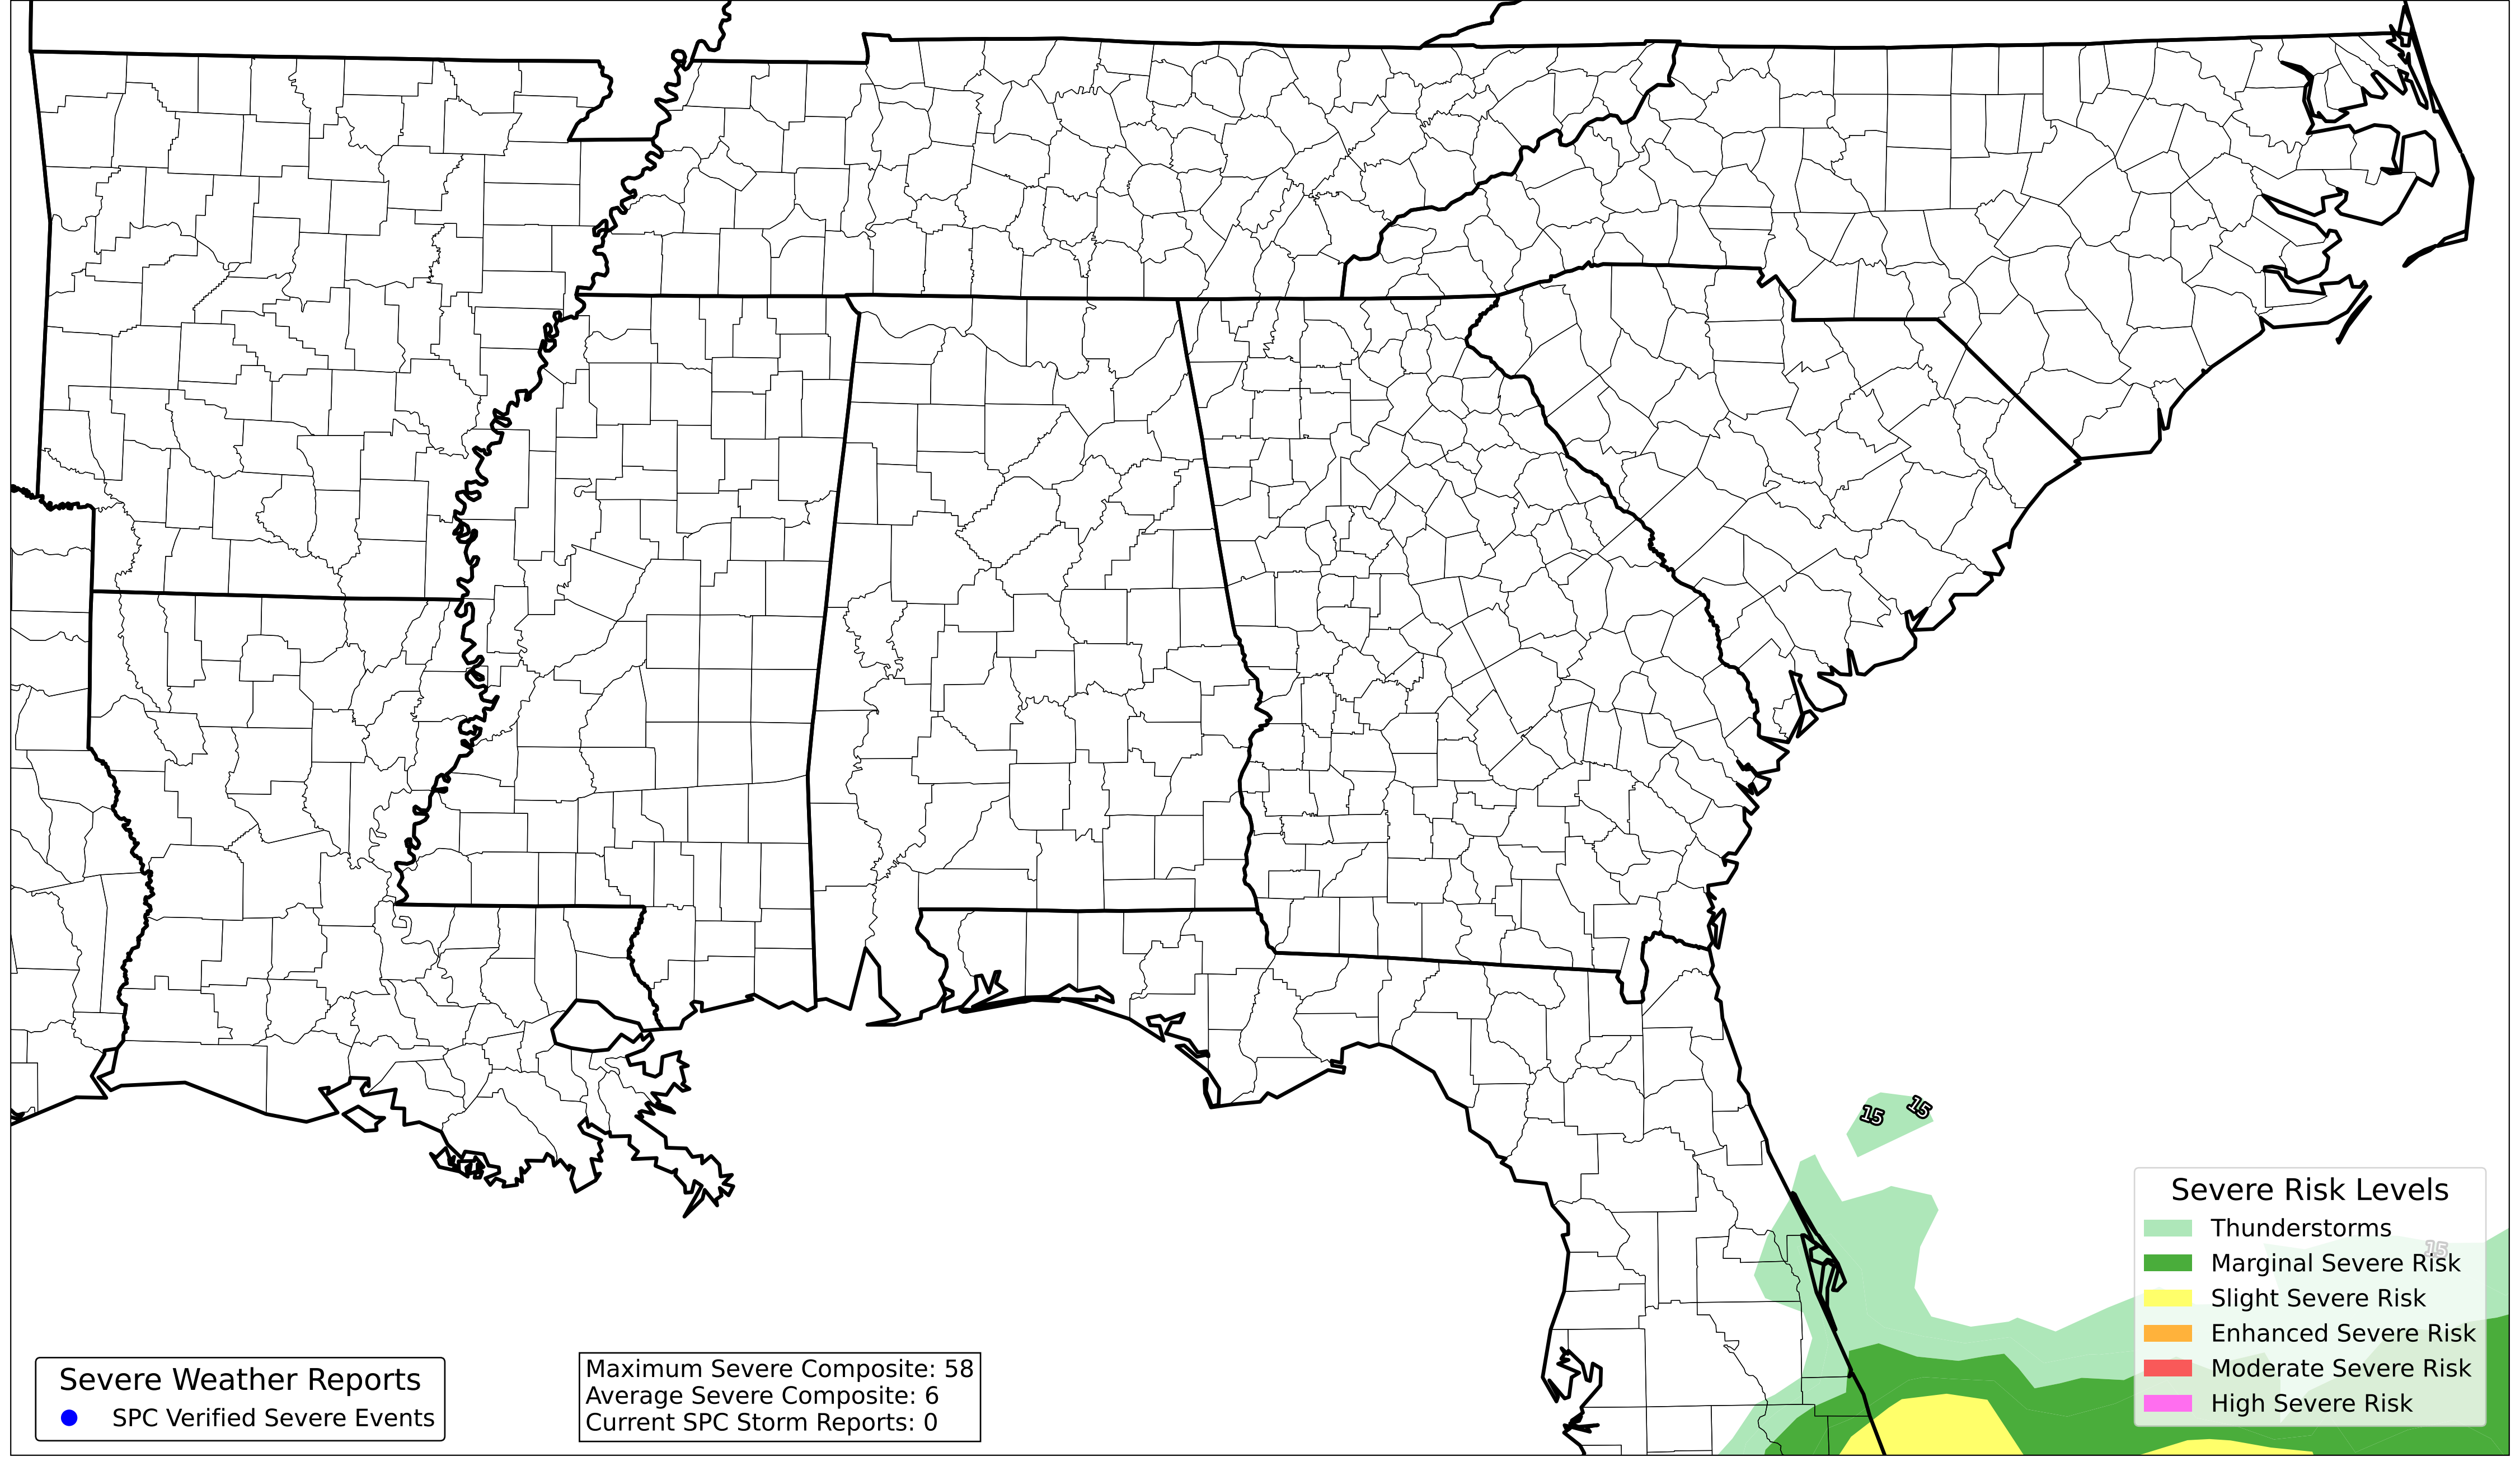 15
15
15
Severe Risk Levels
Thunderstorms
Marginal Severe Risk
Slight Severe Risk
Enhanced Severe Risk
Moderate Severe Risk
High Severe Risk
Severe Weather Reports
SPC Verified Severe Events
Maximum Severe Composite: 58
Average Severe Composite: 6
Current SPC Storm Reports: 0